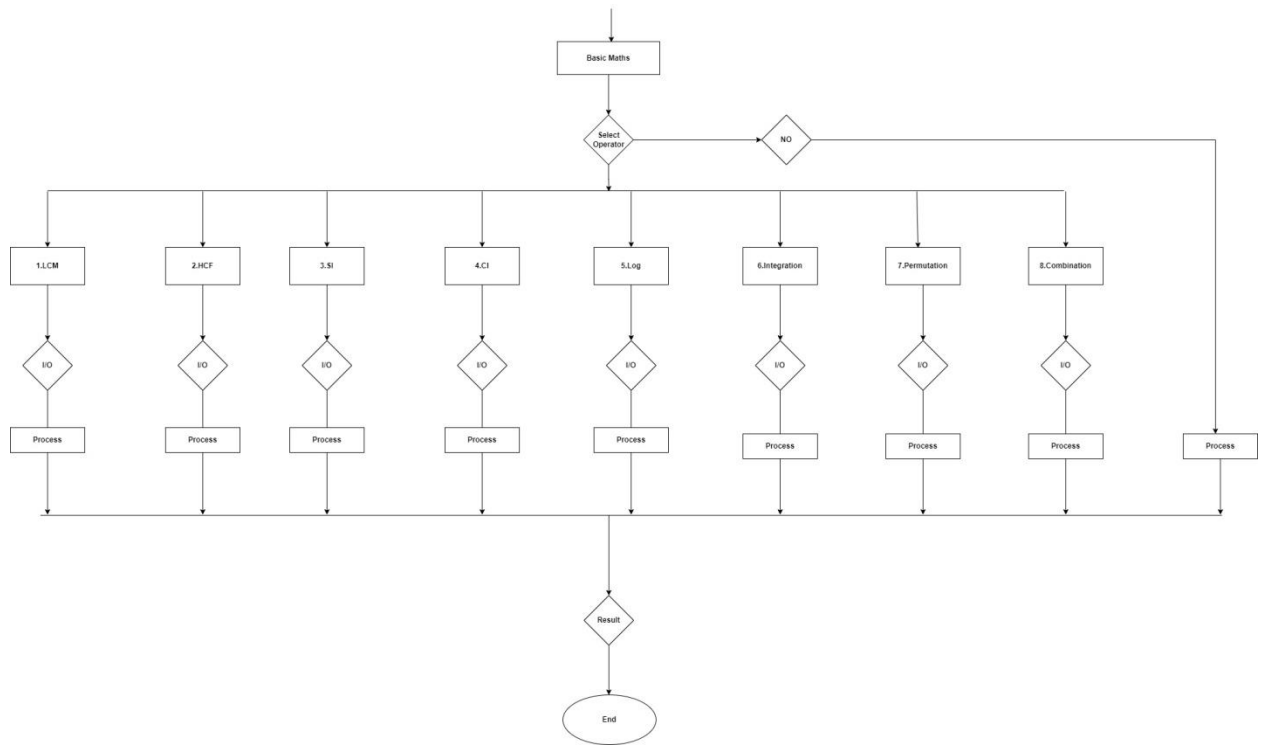 Basic Maths
Select
Operator
NO
1.LCM
2.HCF
3.SI
4.CI
5.Log
6.Integration
7.Permutation
8.Combination
I/O
I/O
I/O
I/O
I/O
I/O
I/O
I/O
Process
Process
Process
Process
Process
Process
Process
Process
Process
Result
End